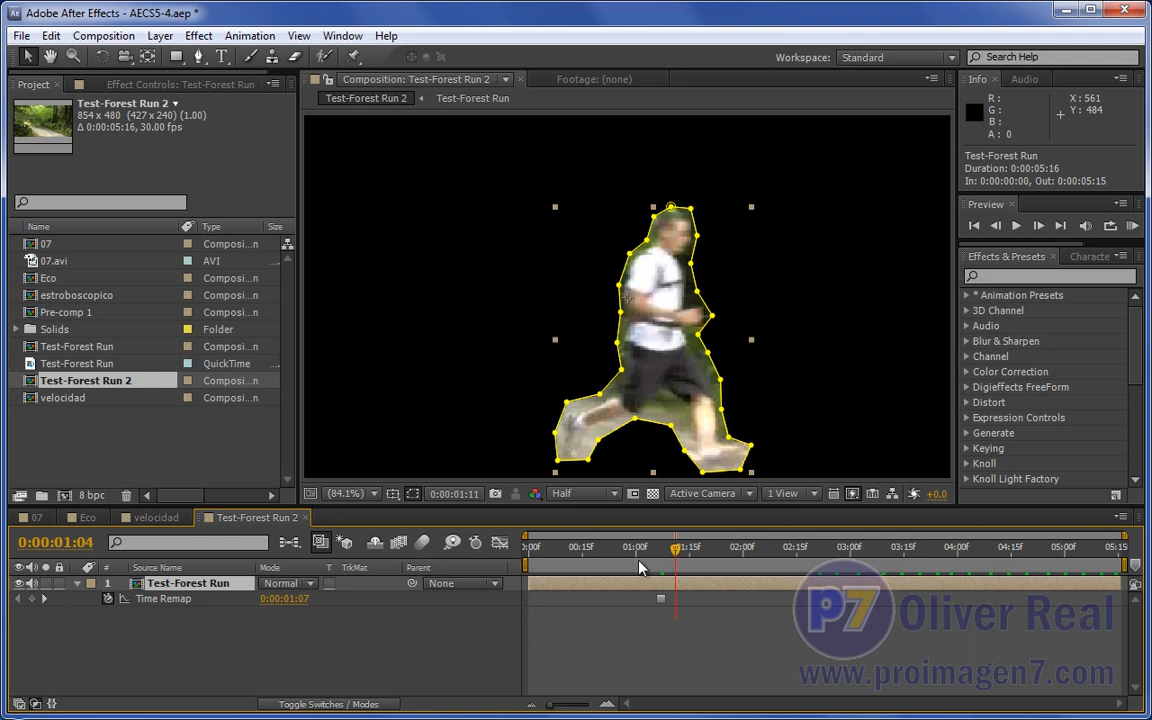 Adobe After Effects - AECS5-4.aep *
File Edit Composition Layer Effect Animation View Window Help
Workspace: Standard Search Help
Project Effect Controls: Test-Forest Run
Composition: Test-Forest Run 2 Footage: (none)
Info Audio
Test-Forest Run 2 Test-Forest Run
Test-Forest Run 2
854 x 480 (427 x 240) (1.00)
Δ 0:00:05:16, 30.00 fps
R:
G:
B:
A: 0
X: 561
Y: 484
Test-Forest Run
Duration: 0:00:05:16
In: 0:00:00:00, Out: 0:00:05:15
Preview
Effects & Presets Characte
* Animation Presets
3D Channel
Audio
Blur & Sharpen
Channel
Color Correction
Digieffects FreeForm
Distort
Expression Controls
Generate
Keying
Knoll
Knoll Light Factory
Name Type Size
07 Composi...n
07.avi AVI ...
Eco Composi...n
estroboscopico Composi...n
Pre-comp 1 Composi...n
Solids Folder
Test-Forest Run Composi...n
Test-Forest Run QuickTime ...
Test-Forest Run 2 Composi...n
velocidad Composi...n
8 bpc
(84.1%) 0:00:01:11 Half Active Camera 1 View +0.0
07 Eco velocidad Test-Forest Run 2
0:00:01:04
0:00f 00:15f 01:00f 01:15f 02:00f 02:15f 03:00f 03:15f 04:00f 04:15f 05:00f 05:15
# Source Name Mode T TrkMat Parent
1 Test-Forest Run Normal None
Time Remap 0:00:01:07
Toggle Switches / Modes
P7 Oliver Real
www.proimagen7.com